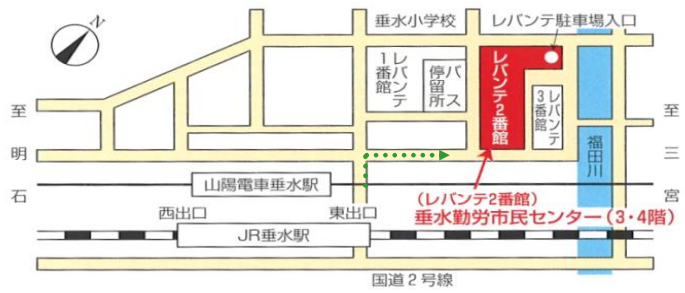 N
垂水小学校
レバンテ駐車場入口
レバンテ
1番館
バス
停留所
レバンテ2番館
レバンテ
3番館
福田川
至明石
至三宮
山陽電車垂水駅
(レバンテ2番館)
垂水勤労市民センター(3・4階)
西出口
東出口
JR垂水駅
国道2号線